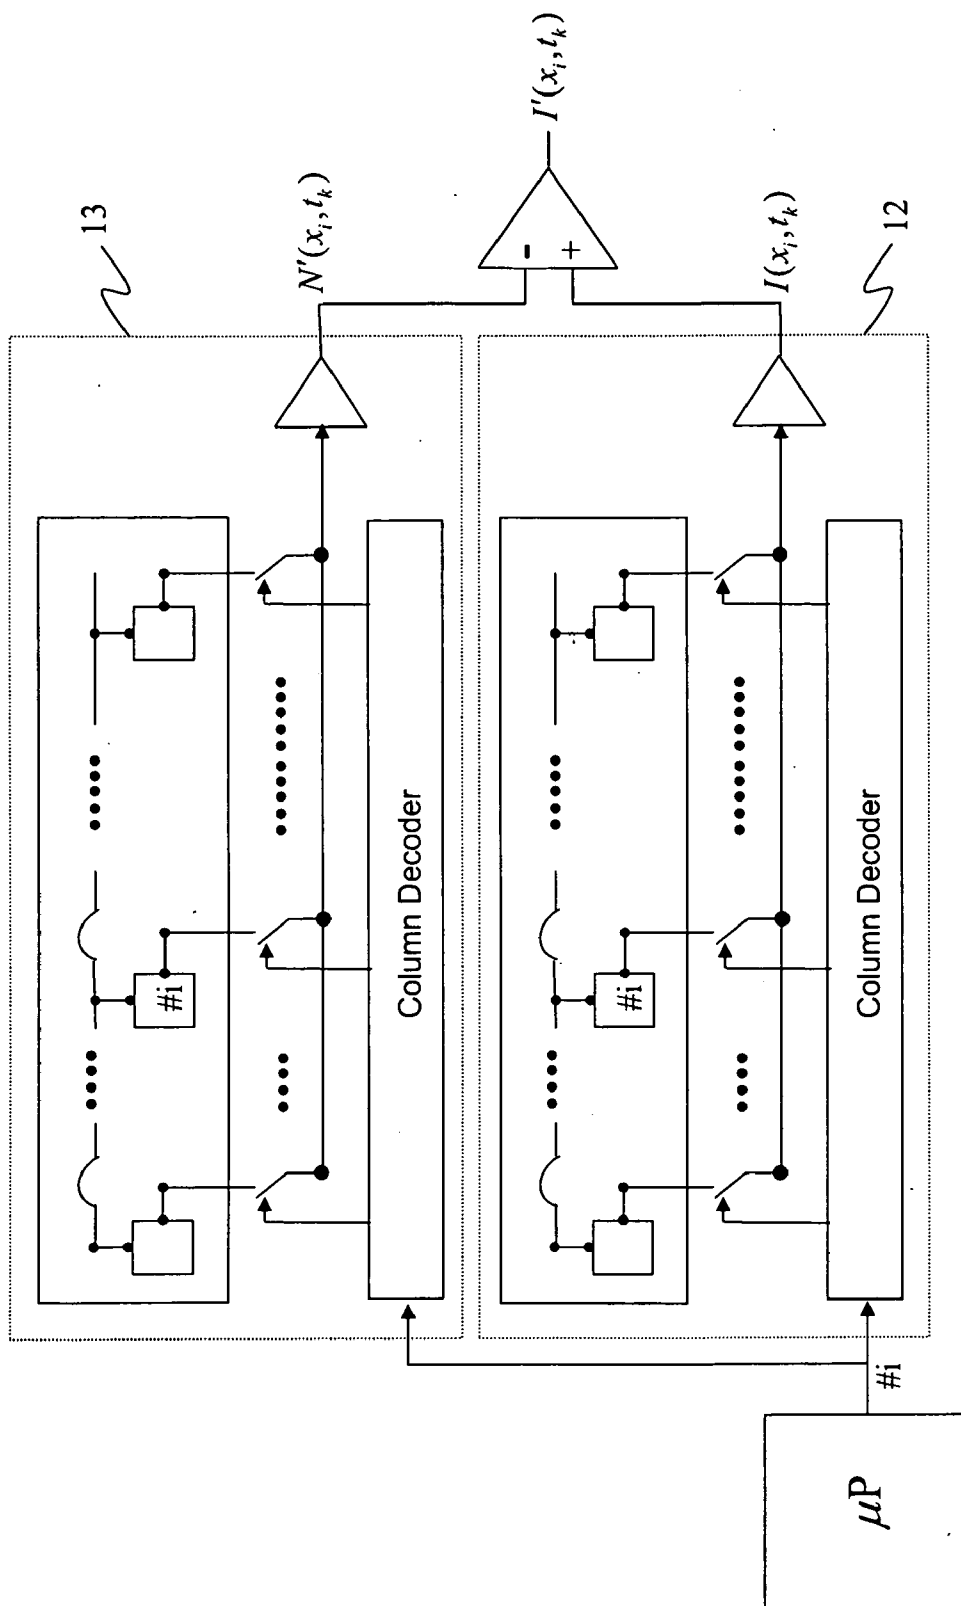 13
N'(x_i, t_k)
I'(x_i, t_k)
#i
Column Decoder
12
I(x_i, t_k)
#i
Column Decoder
#i
μP